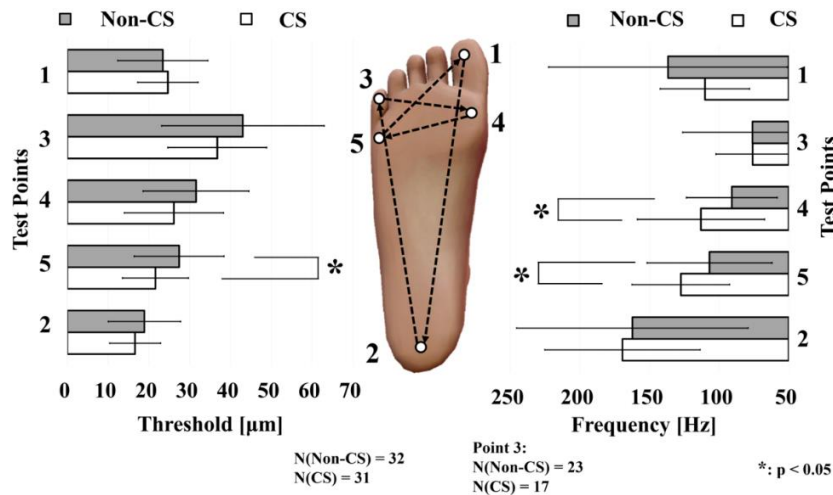 Non-CS CS
Non-CS CS
1
3
4
5
2
Test Points
0 10 20 30 40 50 60 70
Threshold [μm]
*
1
3
4
5
2
1
3
4
5
2
Test Points
*
*
250 200 150 100 50
Frequency [Hz]
N(Non-CS) = 32
N(CS) = 31
Point 3:
N(Non-CS) = 23
N(CS) = 17
*: p < 0.05